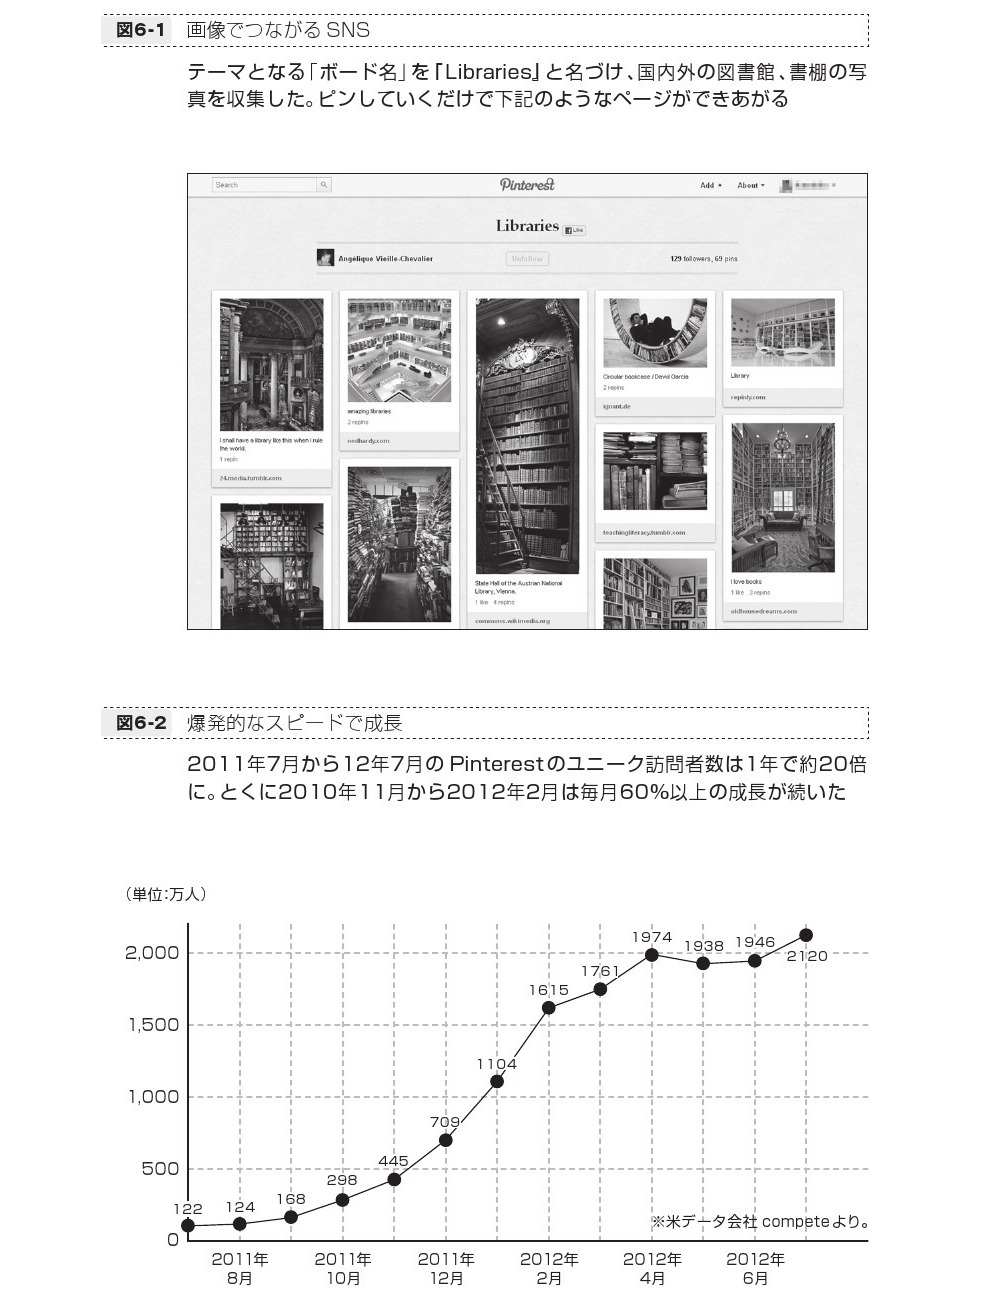 図6-1 画像でつながるSNS
テーマとなる「ボード名」を『Libraries』と名づけ、国内外の図書館、書棚の写
真を収集した。ピンしていくだけで下記のようなページができあがる
Search
Pinterest
Add
About
Libraries
Like
Angélique Vieille-Chevalier
Unfollow
129 followers, 69 pins
I shall have a library like this when I rule
the world.
1 repin
24.media.tumblr.com
amazing libraries
2 repins
nedhardy.com
State Hall of the Austrian National
Library, Vienna.
1 like 4 repins
commons.wikimedia.org
Circular bookcase / David Garcia
2 repins
ignant.de
teachingliteracy.tumblr.com
Library
repinly.com
I love books
1 like 3 repins
oldhousedreams.com
図6-2 爆発的なスピードで成長
2011年7月から12年7月のPinterestのユニーク訪問者数は1年で約20倍
に。とくに2010年11月から2012年2月は毎月60%以上の成長が続いた
（単位：万人）
2,000
1,500
1,000
500
0
122
124
168
298
445
709
1104
1615
1761
1974
1938
1946
2120
※米データ会社 competeより。
2011年
8月
2011年
10月
2011年
12月
2012年
2月
2012年
4月
2012年
6月